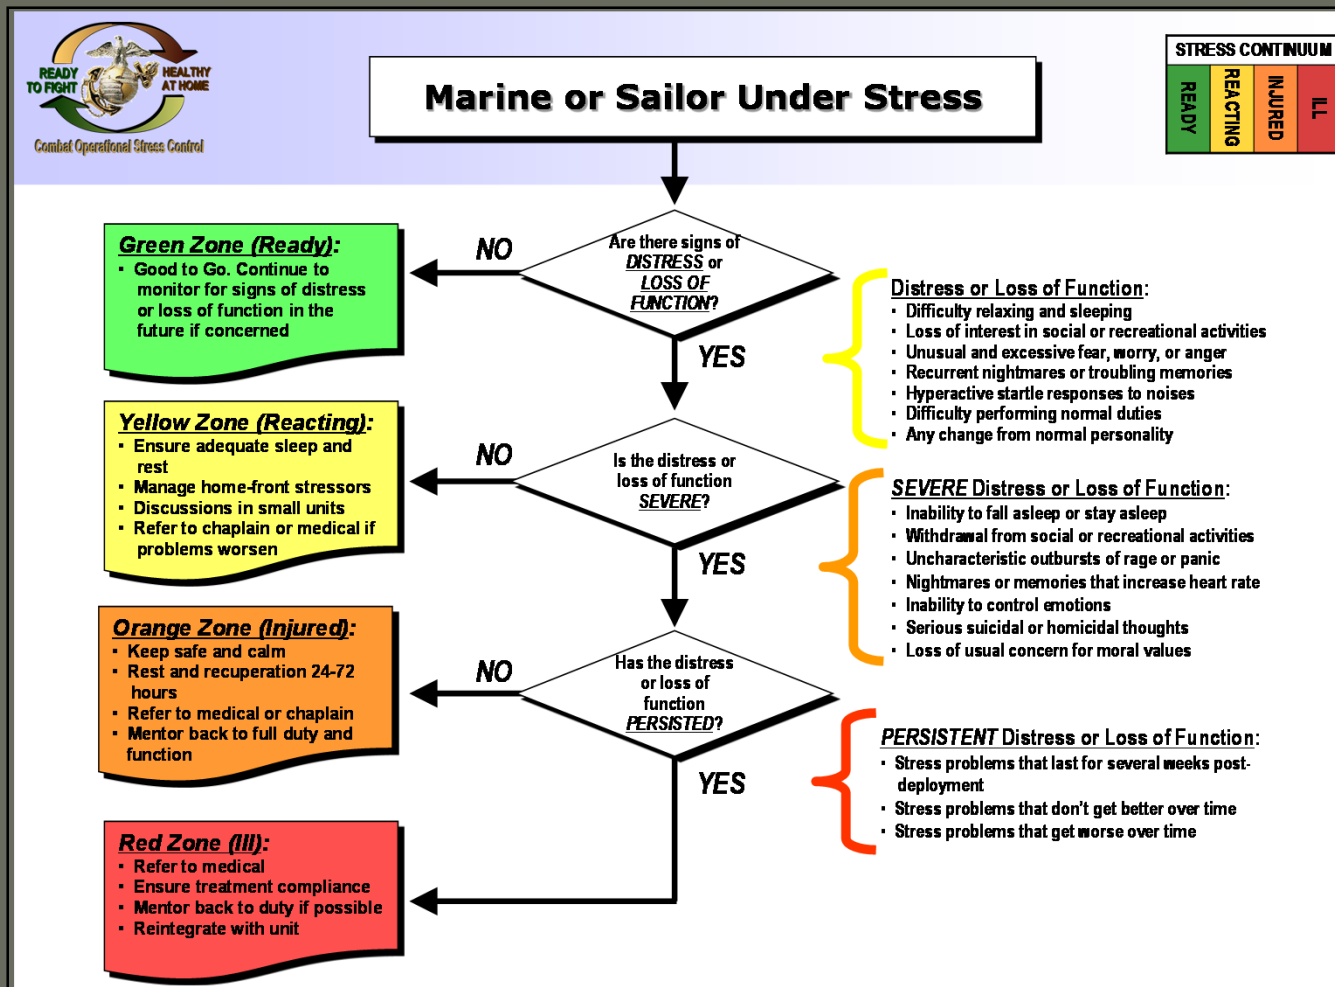 READY
TO FIGHT
HEALTHY
AT HOME
Combat Operational Stress Control
Marine or Sailor Under Stress
STRESS CONTINUUM
READY
REACTING
INJURED
ILL
Are there signs of
DISTRESS or
LOSS OF
FUNCTION?
NO
YES
Green Zone (Ready):
▪ Good to Go. Continue to
monitor for signs of distress
or loss of function in the
future if concerned
Distress or Loss of Function:
▪ Difficulty relaxing and sleeping
▪ Loss of interest in social or recreational activities
▪ Unusual and excessive fear, worry, or anger
▪ Recurrent nightmares or troubling memories
▪ Hyperactive startle responses to noises
▪ Difficulty performing normal duties
▪ Any change from normal personality
Is the distress or
loss of function
SEVERE?
NO
YES
Yellow Zone (Reacting):
▪ Ensure adequate sleep and
rest
▪ Manage home-front stressors
▪ Discussions in small units
▪ Refer to chaplain or medical if
problems worsen
SEVERE Distress or Loss of Function:
▪ Inability to fall asleep or stay asleep
▪ Withdrawal from social or recreational activities
▪ Uncharacteristic outbursts of rage or panic
▪ Nightmares or memories that increase heart rate
▪ Inability to control emotions
▪ Serious suicidal or homicidal thoughts
▪ Loss of usual concern for moral values
Has the distress
or loss of
function
PERSISTED?
NO
YES
Orange Zone (Injured):
▪ Keep safe and calm
▪ Rest and recuperation 24-72
hours
▪ Refer to medical or chaplain
▪ Mentor back to full duty and
function
PERSISTENT Distress or Loss of Function:
▪ Stress problems that last for several weeks post-
deployment
▪ Stress problems that don't get better over time
▪ Stress problems that get worse over time
Red Zone (Ill):
▪ Refer to medical
▪ Ensure treatment compliance
▪ Mentor back to duty if possible
▪ Reintegrate with unit